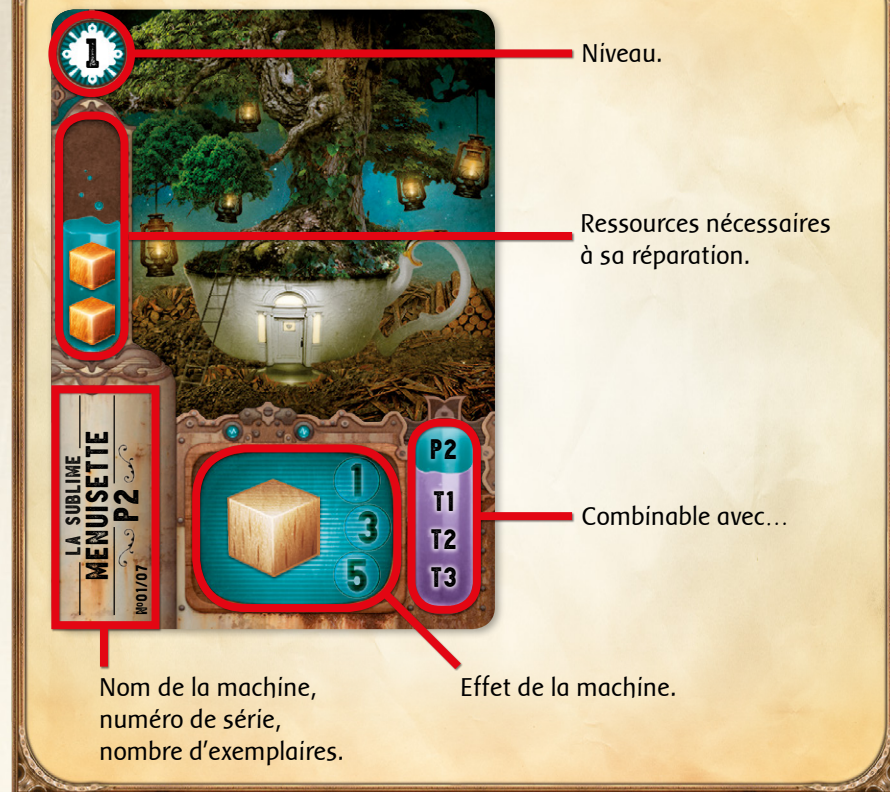 1
Niveau.
Ressources nécessaires
à sa réparation.
LA SUBLIME
MENUISETTE
P2
Nº01/07
1
3
5
P2
T1
T2
T3
Combinable avec…
Nom de la machine,
numéro de série,
nombre d'exemplaires.
Effet de la machine.